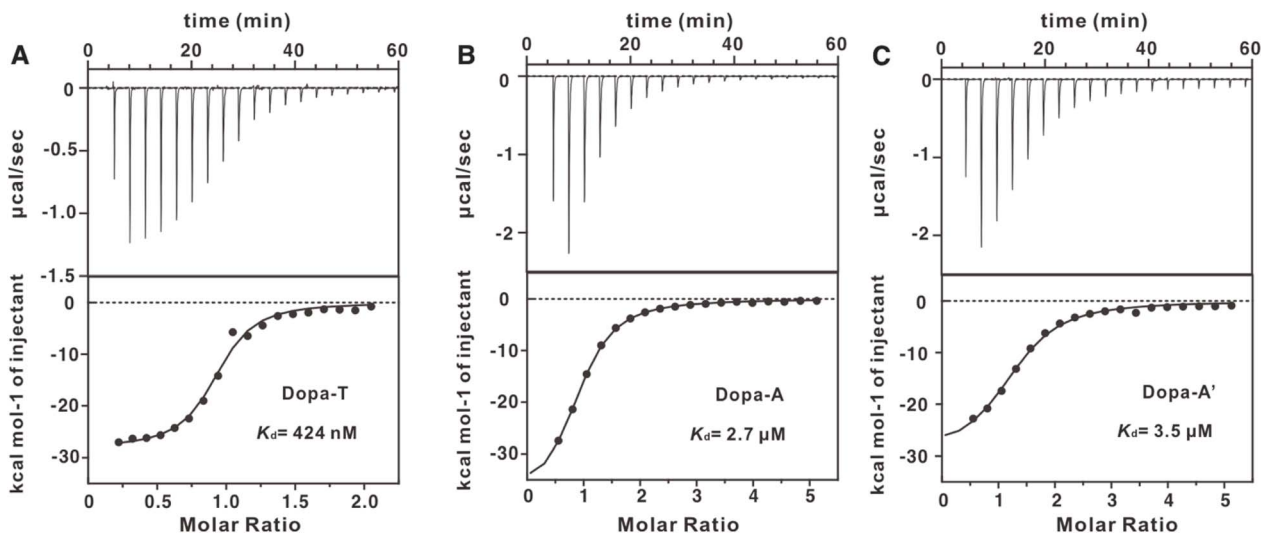 A
time (min)
0 20 40 60
0
-0.5
-1.0
-1.5
µcal/sec
0
-10
-20
-30
kcal mol-1 of injectant
Dopa-T
Kd= 424 nM
0 0.5 1.0 1.5 2.0
Molar Ratio
B
time (min)
0 20 40 60
0
-1
-2
µcal/sec
0
-10
-20
-30
kcal mol-1 of injectant
Dopa-A
Kd= 2.7 µM
0 1 2 3 4 5
Molar Ratio
C
time (min)
0 20 40 60
0
-1
-2
µcal/sec
0
-10
-20
-30
kcal mol-1 of injectant
Dopa-A’
Kd= 3.5 µM
0 1 2 3 4 5
Molar Ratio